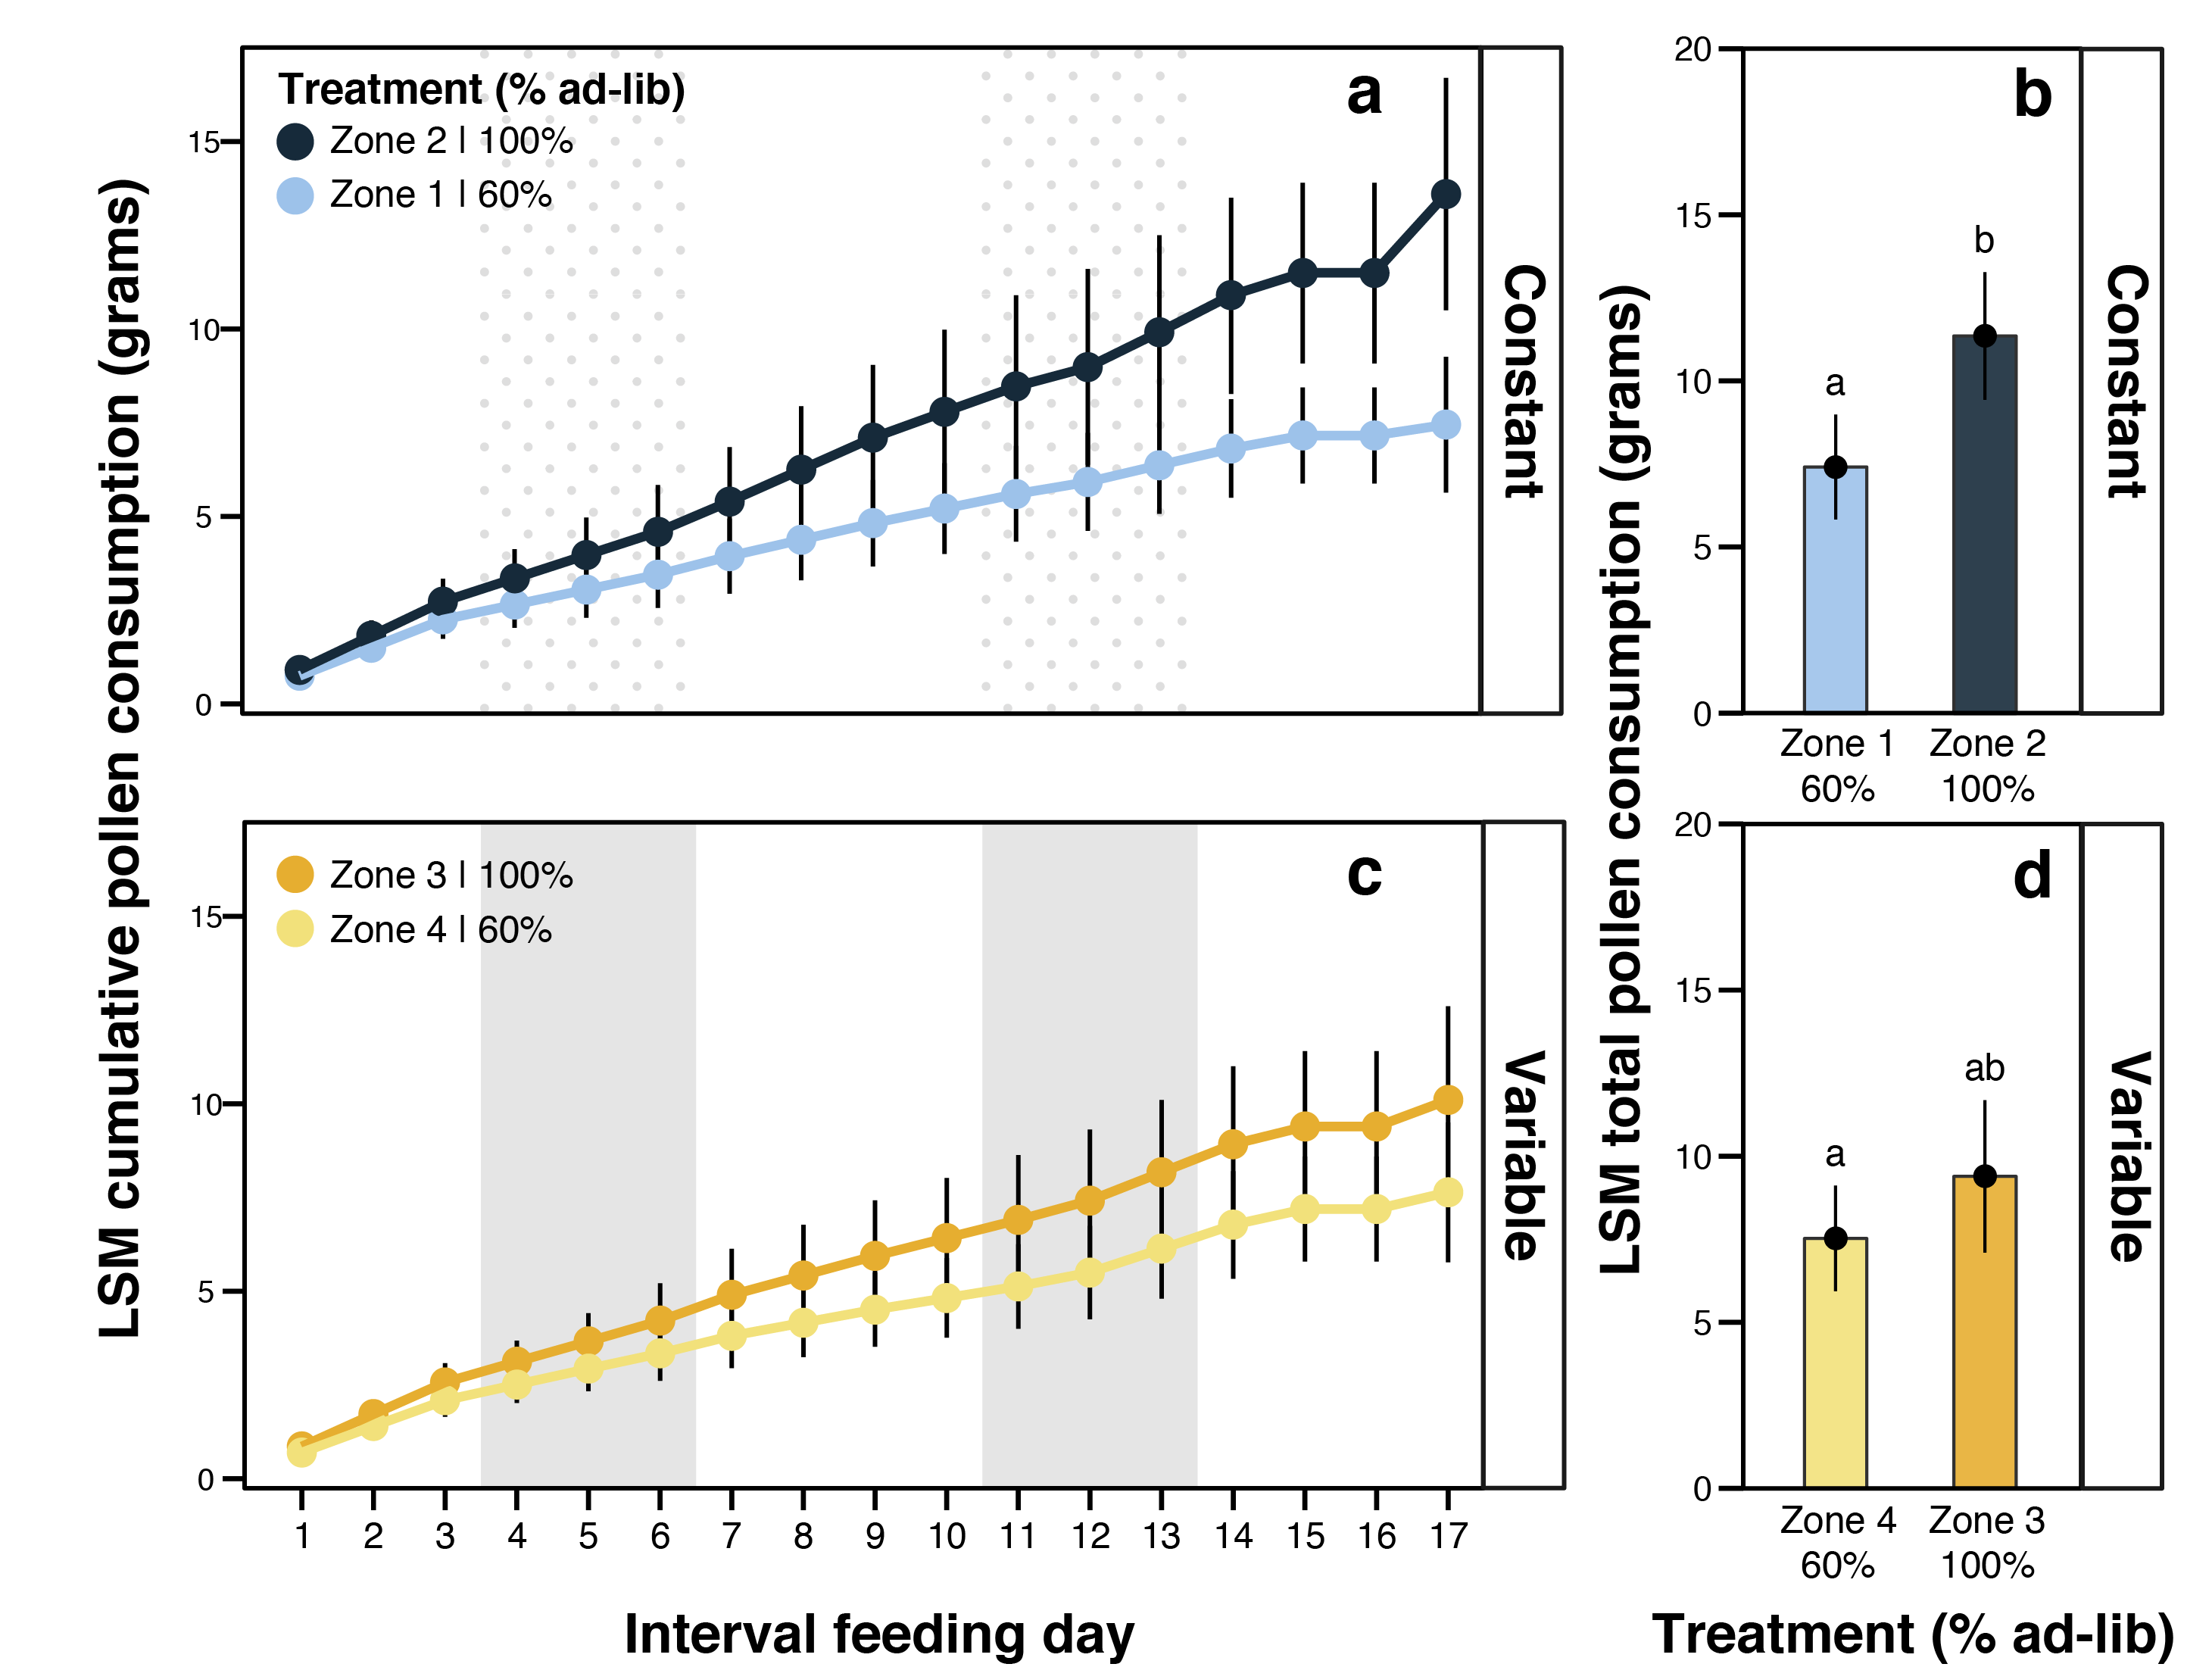 LSM cumulative pollen consumption (grams)
Treatment (% ad-lib)
Zone 2 | 100%
Zone 1 | 60%
a
15
10
5
0
Constant
LSM total pollen consumption (grams)
b
20
15
10
5
0
a
b
Zone 1
60%
Zone 2
100%
Constant
Zone 3 | 100%
Zone 4 | 60%
c
15
10
5
0
1 2 3 4 5 6 7 8 9 10 11 12 13 14 15 16 17
Variable
Interval feeding day
d
20
15
10
5
0
a
ab
Zone 4
60%
Zone 3
100%
Variable
Treatment (% ad-lib)